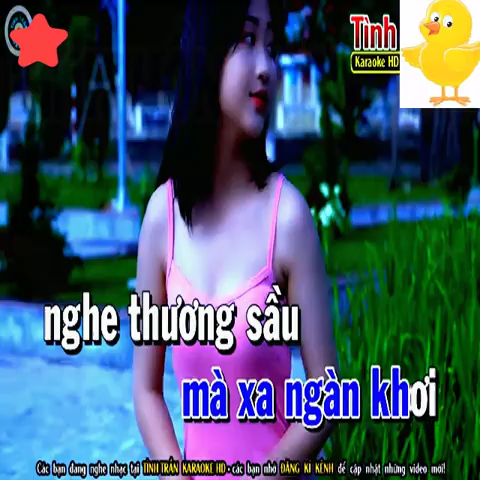 Tình
Karaoke HD
nghe thương sầu
mà xa ngàn khơi
Các bạn đang nghe nhạc tại TÌNH TRẦN KARAOKE HD - các bạn nhớ ĐĂNG KÍ KÊNH để cập nhật những video mới!